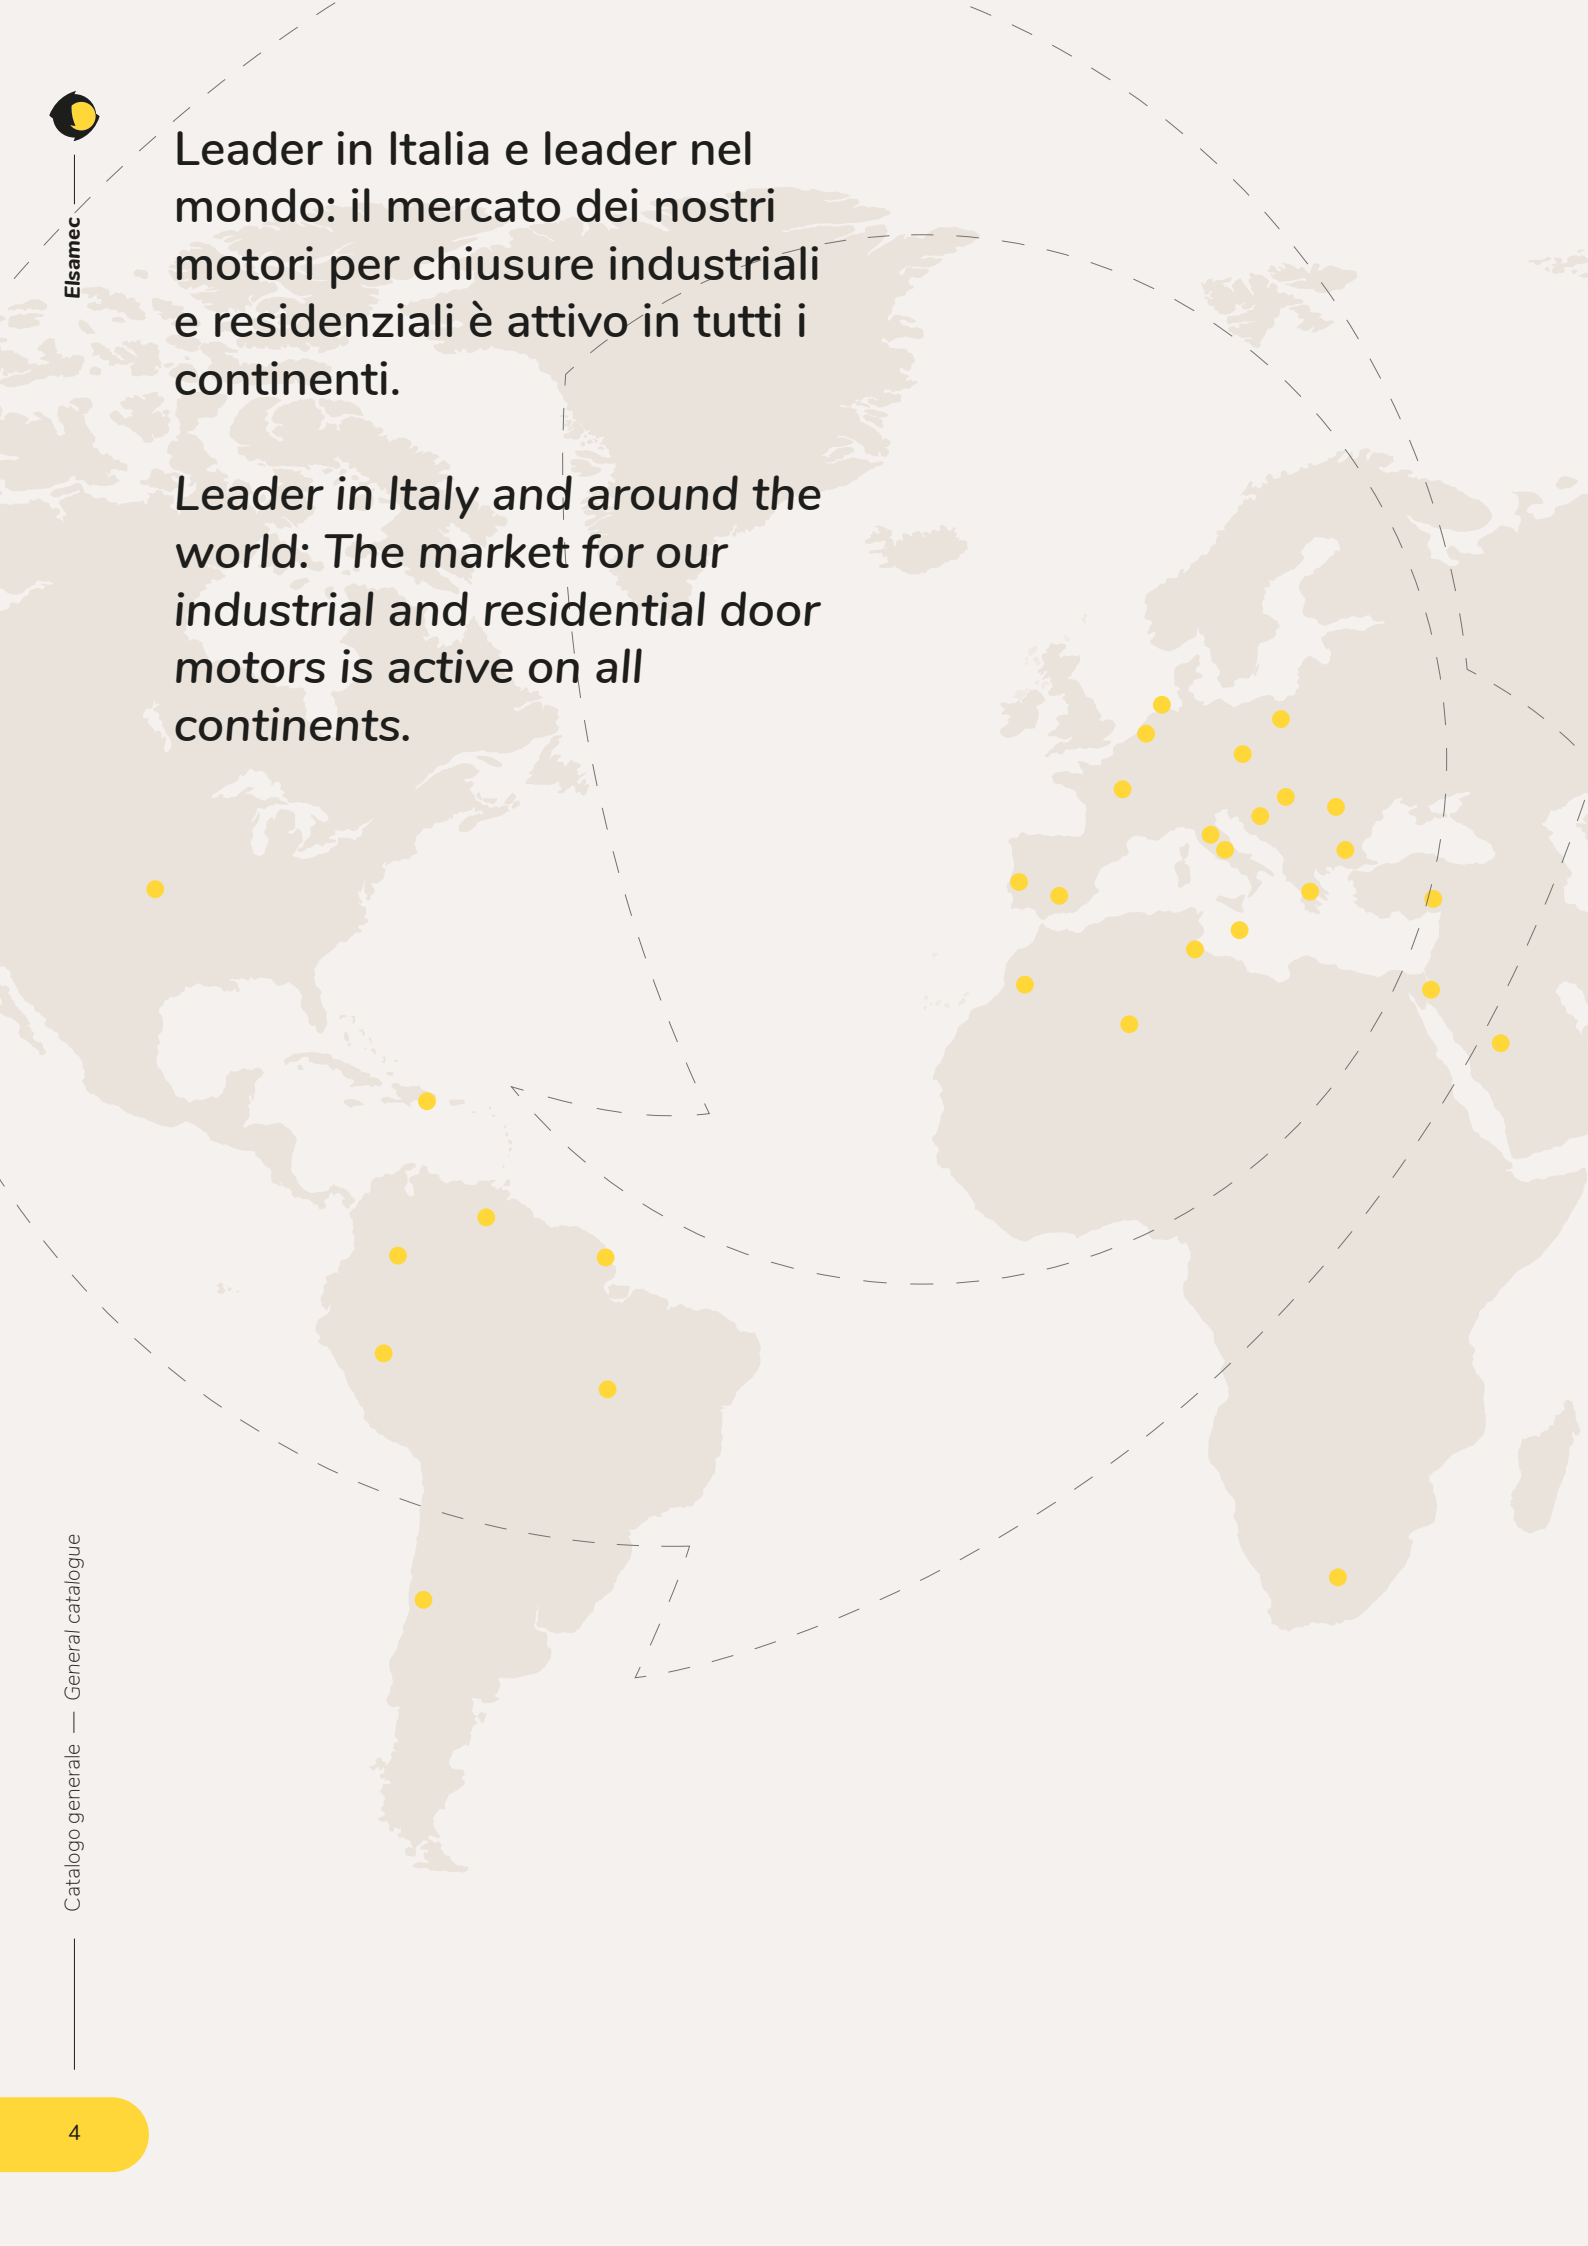 Elsamec
Leader in Italia e leader nel
mondo: il mercato dei nostri
motori per chiusure industriali
e residenziali è attivo in tutti i
continenti.
Leader in Italy and around the
world: The market for our
industrial and residential door
motors is active on all
continents.
Catalogo generale — General catalogue
4